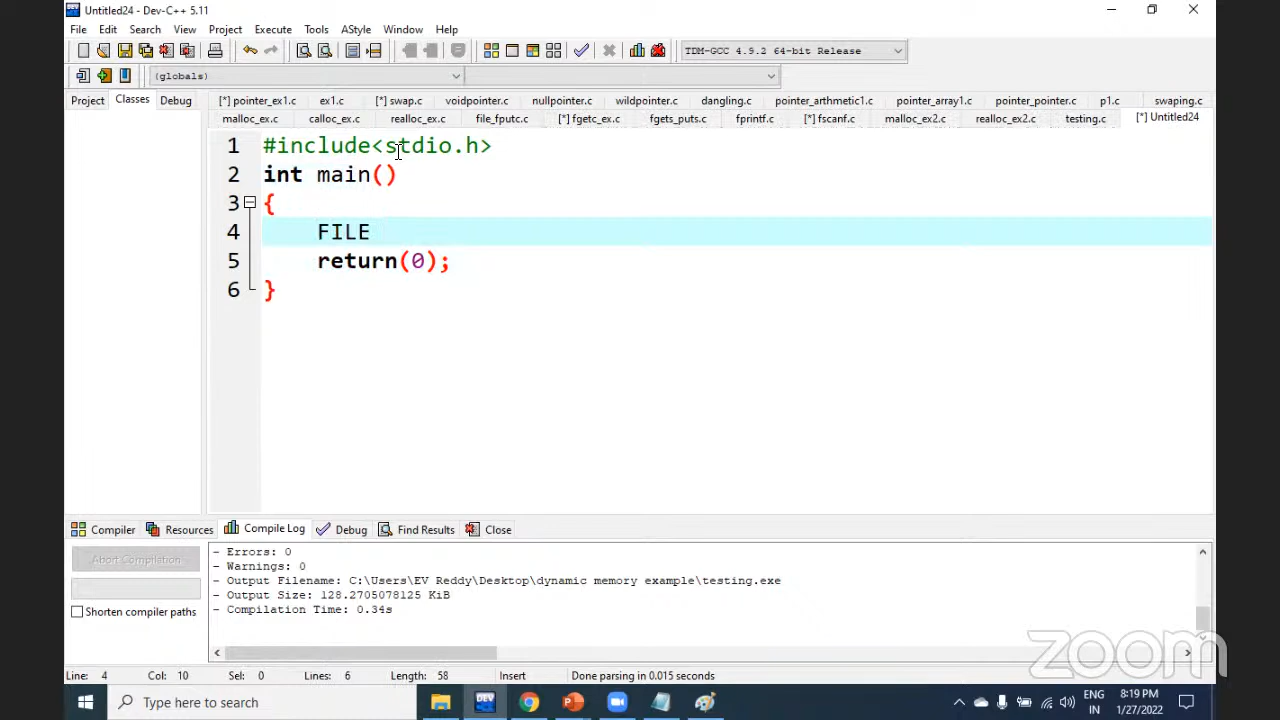 Untitled24 - Dev-C++ 5.11
File Edit Search View Project Execute Tools AStyle Window Help
TDM-GCC 4.9.2 64-bit Release
(globals)
Project Classes Debug
[*] pointer_ex1.c ex1.c [*] swap.c voidpointer.c nullpointer.c wildpointer.c dangling.c pointer_arthmetic1.c pointer_array1.c pointer_pointer.c p1.c swaping.c
malloc_ex.c calloc_ex.c realloc_ex.c file_fputc.c [*] fgetc_ex.c fgets_puts.c fprintf.c [*] fscanf.c malloc_ex2.c realloc_ex2.c testing.c [*] Untitled24
1 #include<stdio.h>
2 int main()
3 {
4 FILE
5 return(0);
6 }
Compiler Resources Compile Log Debug Find Results Close
Abort Compilation
Shorten compiler paths
- Errors: 0
- Warnings: 0
- Output Filename: C:\Users\EV Reddy\Desktop\dynamic memory example\testing.exe
- Output Size: 128.2705078125 KiB
- Compilation Time: 0.34s
zoom
Line: 4 Col: 10 Sel: 0 Lines: 6 Length: 58 Insert Done parsing in 0.015 seconds
DEV
Type here to search
ENG
IN
8:19 PM
1/27/2022